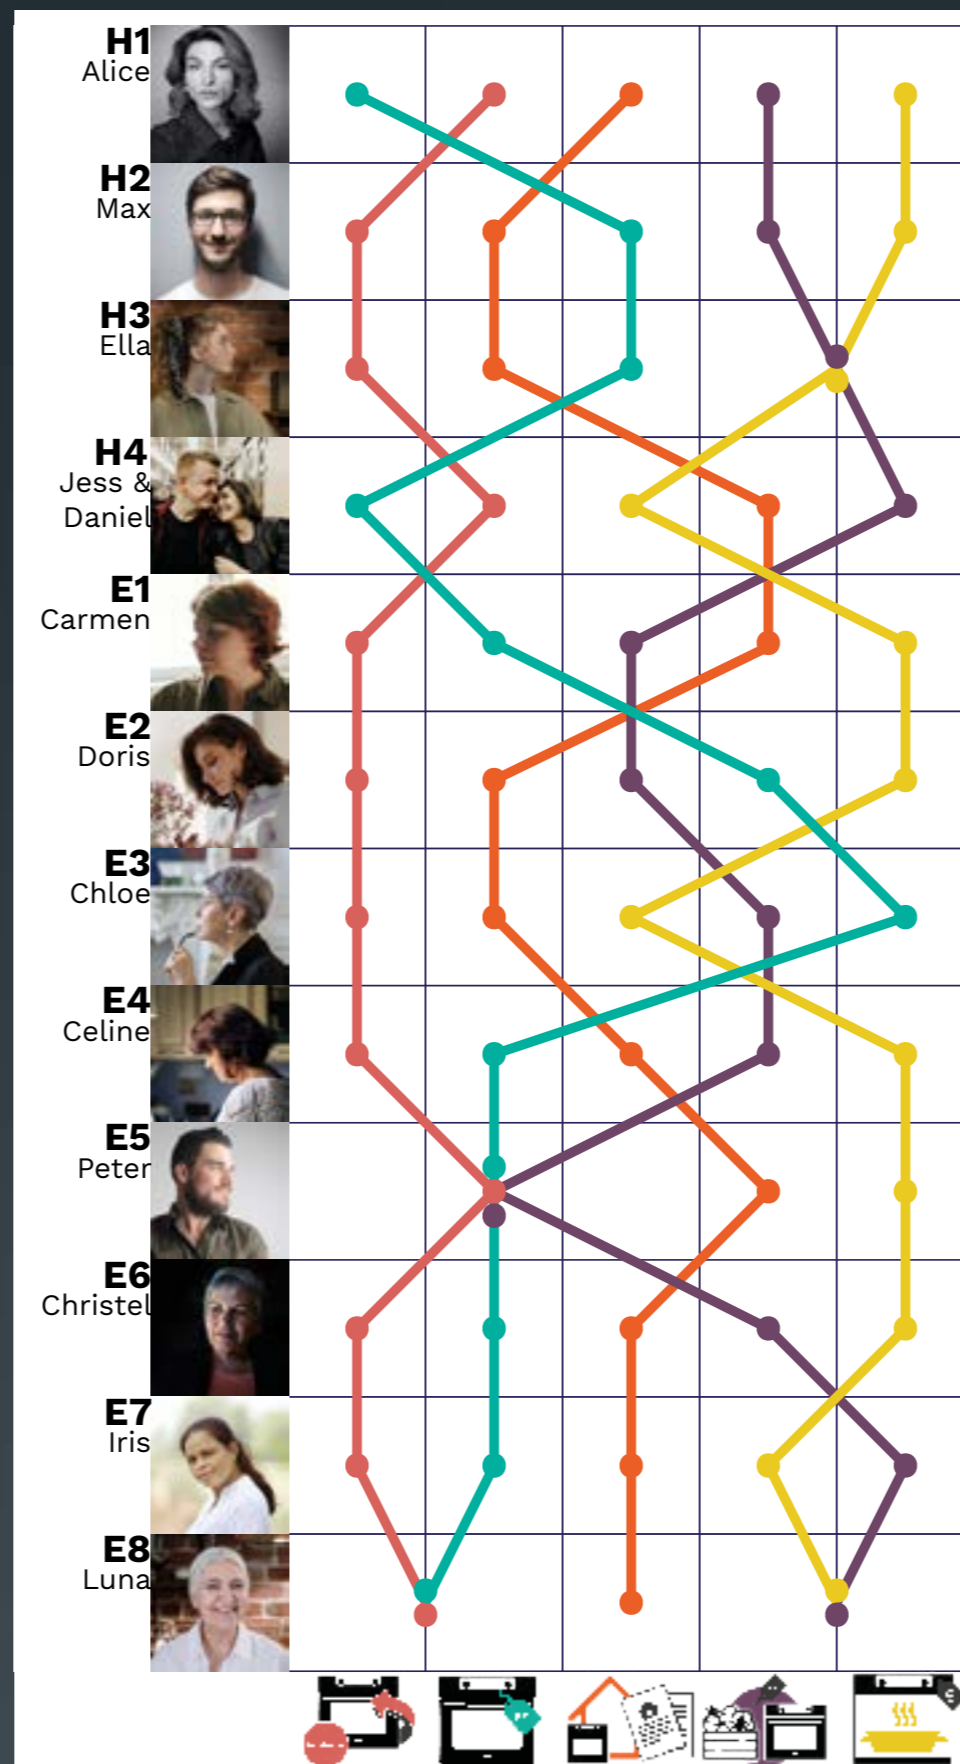 H1
Alice
H2
Max
H3
Ella
H4
Jess &
Daniel
E1
Carmen
E2
Doris
E3
Chloe
E4
Celine
E5
Peter
E6
Christel
E7
Iris
E8
Luna